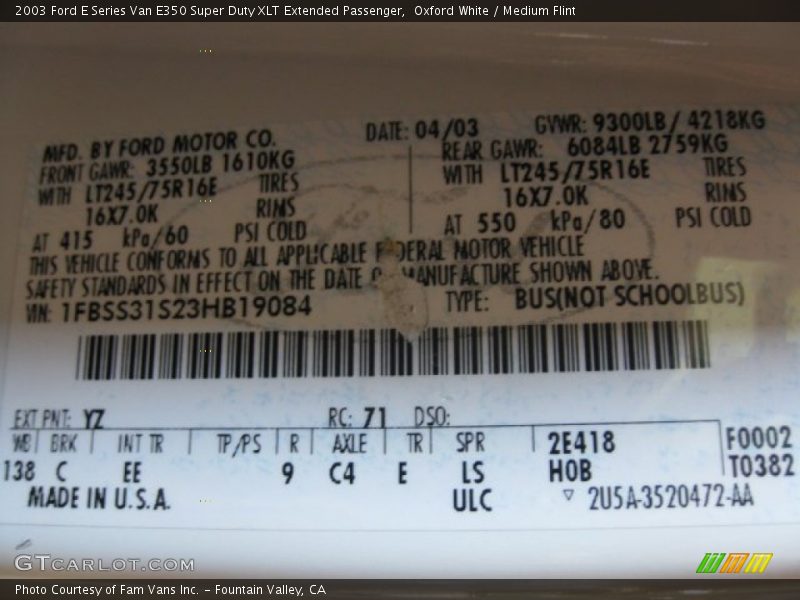 2003 Ford E Series Van E350 Super Duty XLT Extended Passenger, Oxford White / Medium Flint
MFD. BY FORD MOTOR CO. DATE: 04/03 GVWR: 9300LB/ 4218KG
FRONT GAWR: 3550LB 1610KG REAR GAWR: 6084LB 2759KG
WITH LT245/75R16E TIRES WITH LT245/75R16E TIRES
16X7.0K RIMS 16X7.0K RIMS
AT 415 kPa/60 PSI COLD AT 550 kPa/80 PSI COLD
THIS VEHICLE CONFORMS TO ALL APPLICABLE FEDERAL MOTOR VEHICLE
SAFETY STANDARDS IN EFFECT ON THE DATE OF MANUFACTURE SHOWN ABOVE.
VIN: 1FBSS31S23HB19084 TYPE: BUS(NOT SCHOOLBUS)
EXT PNT: YZ RC: 71 DSO:
WB BRK INT TR TP/PS R AXLE TR SPR 2E418 F0002
138 C EE 9 C4 E LS H0B T0382
MADE IN U.S.A. ULC ▽ 2U5A-3520472-AA
GTCARLOT.COM
Photo Courtesy of Fam Vans Inc. - Fountain Valley, CA